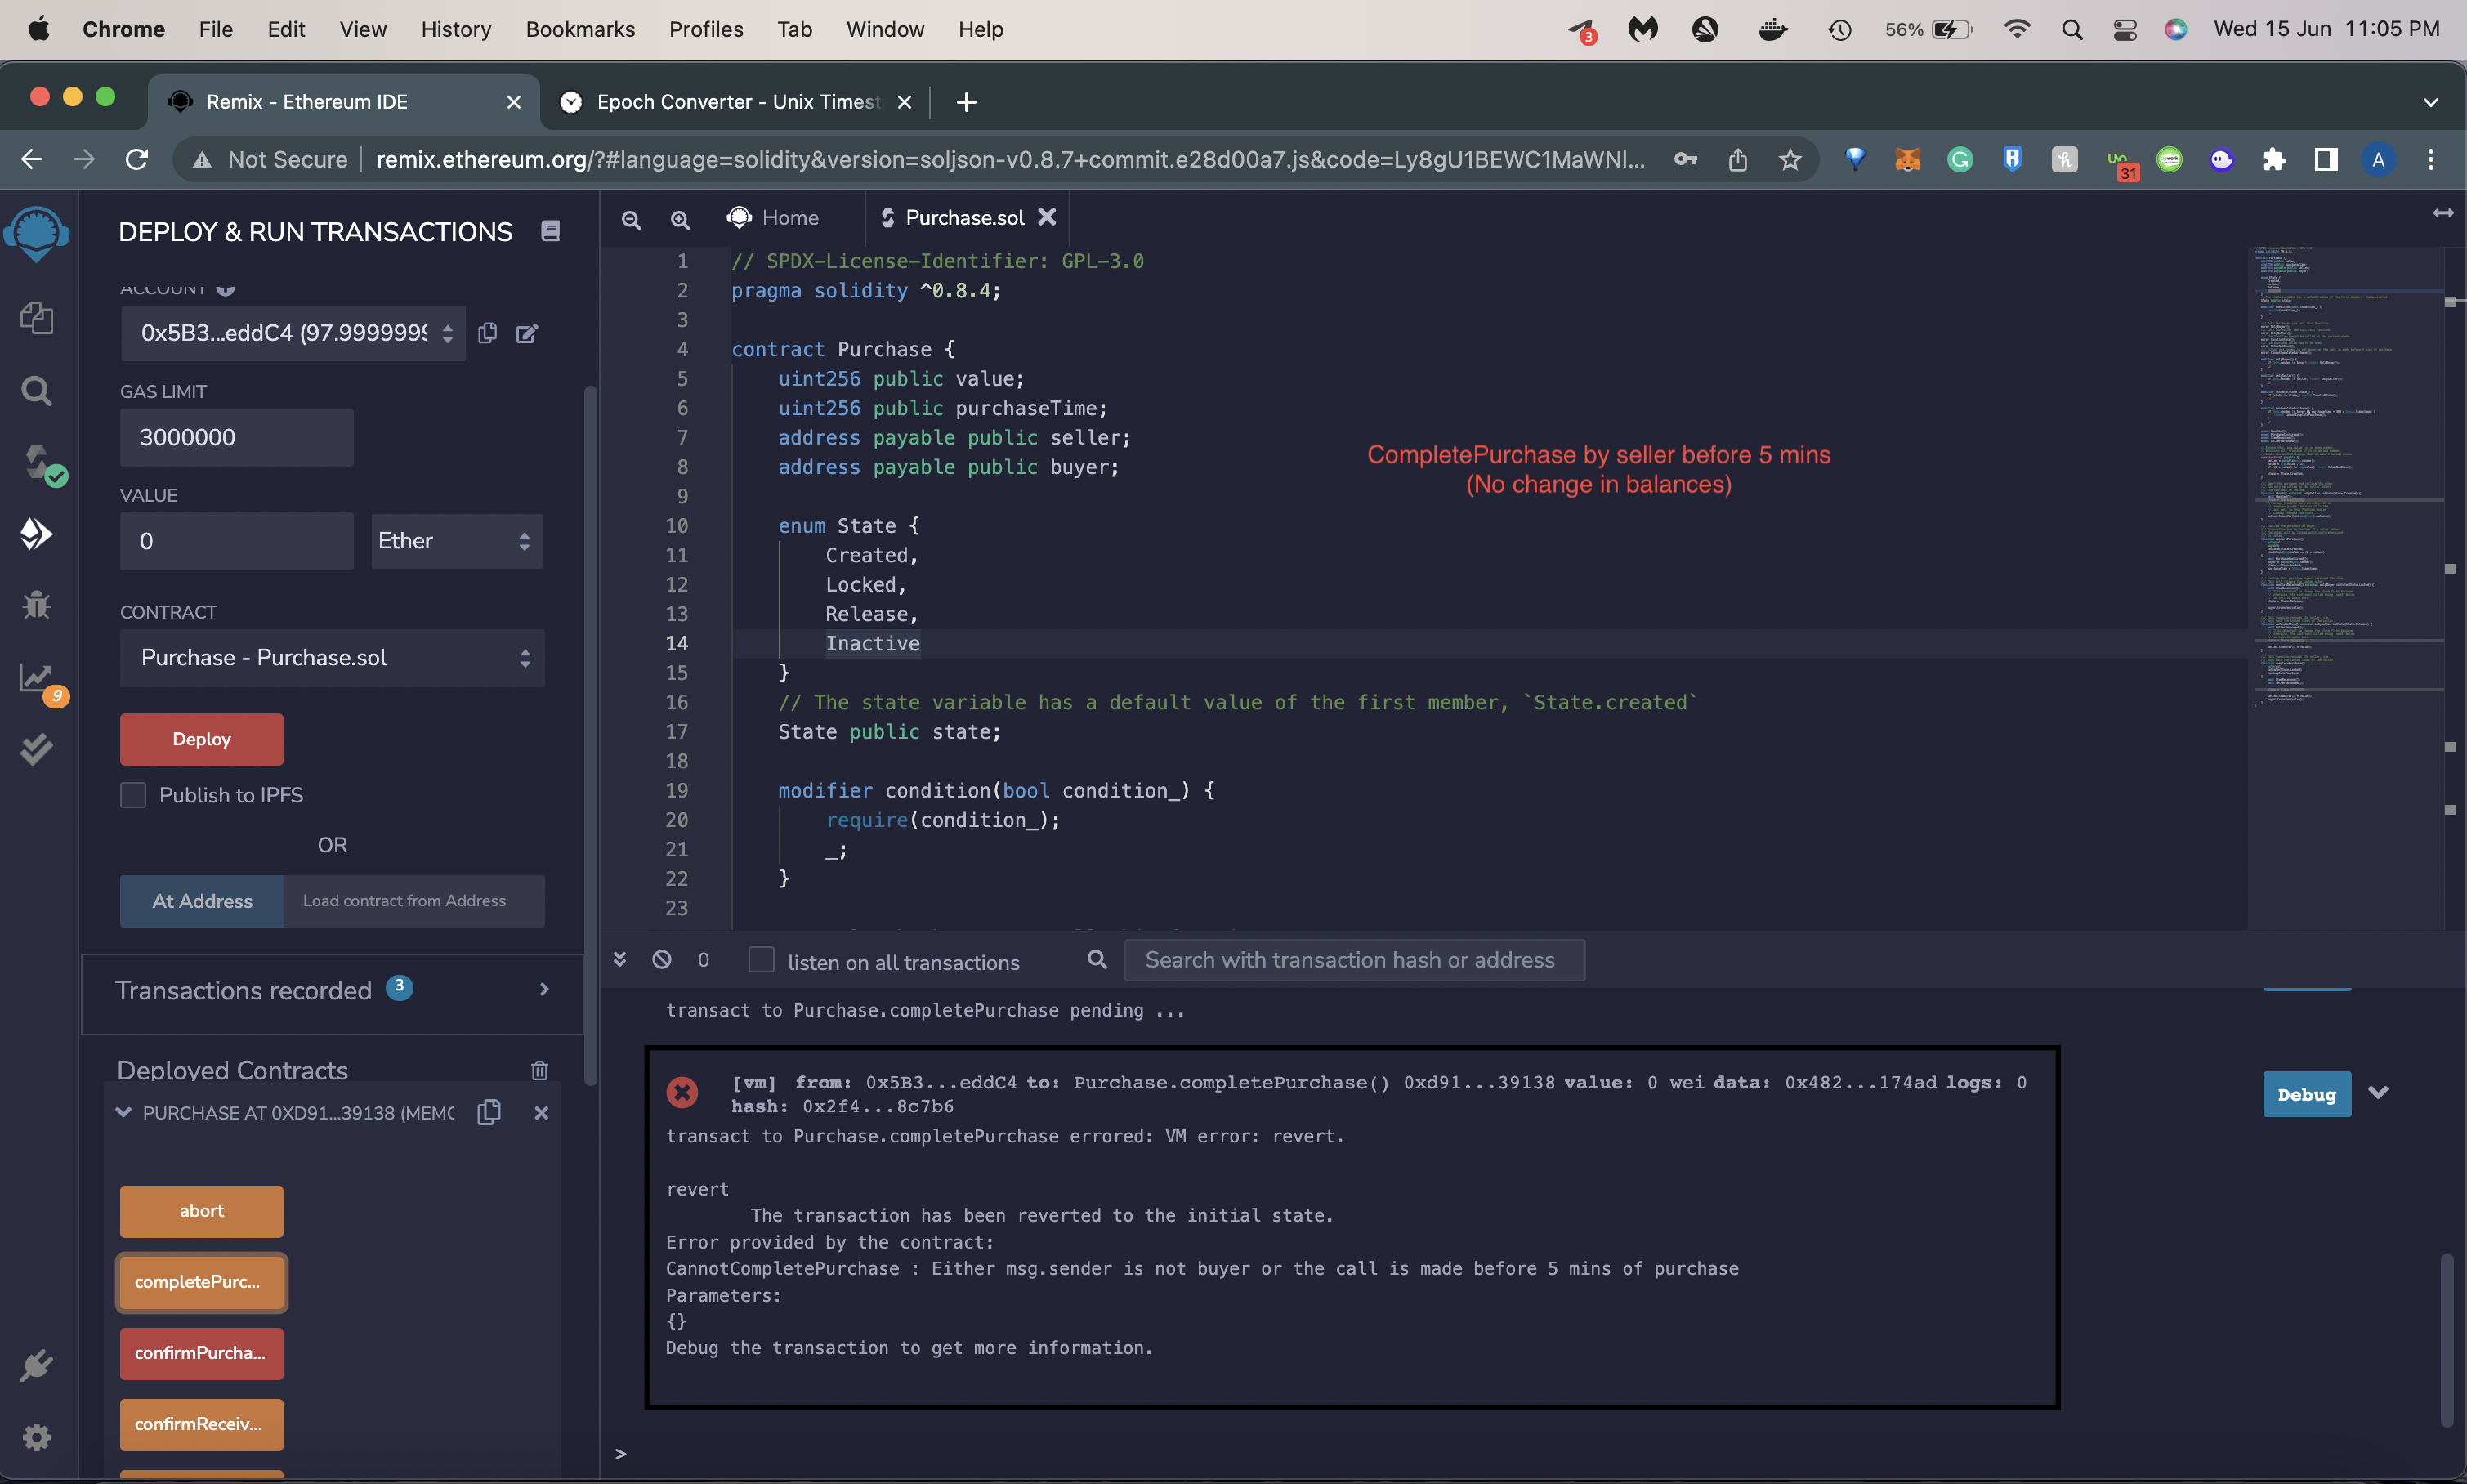 Chrome File Edit View History Bookmarks Profiles Tab Window Help 3 56% Wed 15 Jun 11:05 PM
Remix - Ethereum IDE Epoch Converter - Unix Timest
Not Secure remix.ethereum.org/?#language=solidity&version=soljson-v0.8.7+commit.e28d00a7.js&code=Ly8gU1BEWC1MaWNl... 31 A
DEPLOY & RUN TRANSACTIONS
ACCOUNT
0x5B3...eddC4 (97.9999999
GAS LIMIT
3000000
VALUE
0 Ether
CONTRACT
Purchase - Purchase.sol
Deploy
Publish to IPFS
OR
At Address Load contract from Address
Transactions recorded 3
Deployed Contracts
PURCHASE AT 0XD91...39138 (MEMO
abort
completePurc...
confirmPurcha...
confirmReceiv...
9
Home Purchase.sol
1 // SPDX-License-Identifier: GPL-3.0
2 pragma solidity ^0.8.4;
3
4 contract Purchase {
5 uint256 public value;
6 uint256 public purchaseTime;
7 address payable public seller;
8 address payable public buyer;
9
10 enum State {
11 Created,
12 Locked,
13 Release,
14 Inactive
15 }
16 // The state variable has a default value of the first member, `State.created`
17 State public state;
18
19 modifier condition(bool condition_) {
20 require(condition_);
21 _;
22 }
23
CompletePurchase by seller before 5 mins
(No change in balances)
0 listen on all transactions Search with transaction hash or address
transact to Purchase.completePurchase pending ...
[vm] from: 0x5B3...eddC4 to: Purchase.completePurchase() 0xd91...39138 value: 0 wei data: 0x482...174ad logs: 0
hash: 0x2f4...8c7b6
Debug
transact to Purchase.completePurchase errored: VM error: revert.
revert
The transaction has been reverted to the initial state.
Error provided by the contract:
CannotCompletePurchase : Either msg.sender is not buyer or the call is made before 5 mins of purchase
Parameters:
{}
Debug the transaction to get more information.
>